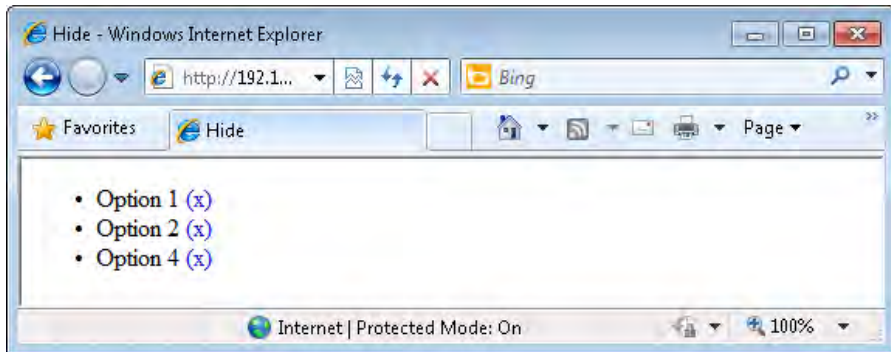 Hide - Windows Internet Explorer
http://192.1... Bing
Favorites Hide Page
• Option 1 (x)
• Option 2 (x)
• Option 4 (x)
Internet | Protected Mode: On 100%